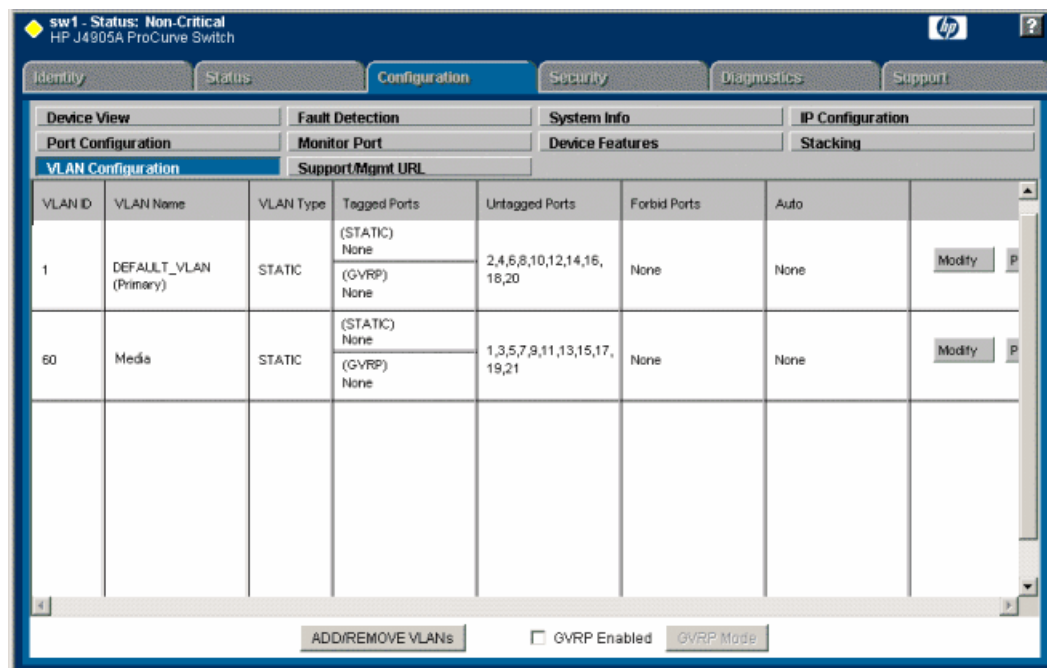 sw1 - Status: Non-Critical
HP J4905A ProCurve Switch
hp
?
Identity
Status
Configuration
Security
Diagnostics
Support
Device View
Fault Detection
System Info
IP Configuration
Port Configuration
Monitor Port
Device Features
Stacking
VLAN Configuration
Support/Mgmt URL
VLAN ID
VLAN Name
VLAN Type
Tagged Ports
Untagged Ports
Forbid Ports
Auto
1
DEFAULT_VLAN
(Primary)
STATIC
(STATIC)
None
(GVRP)
None
2,4,6,8,10,12,14,16,
18,20
None
None
Modify
P
60
Media
STATIC
(STATIC)
None
(GVRP)
None
1,3,5,7,9,11,13,15,17,
19,21
None
None
Modify
P
ADD/REMOVE VLANs
GVRP Enabled
GVRP Mode